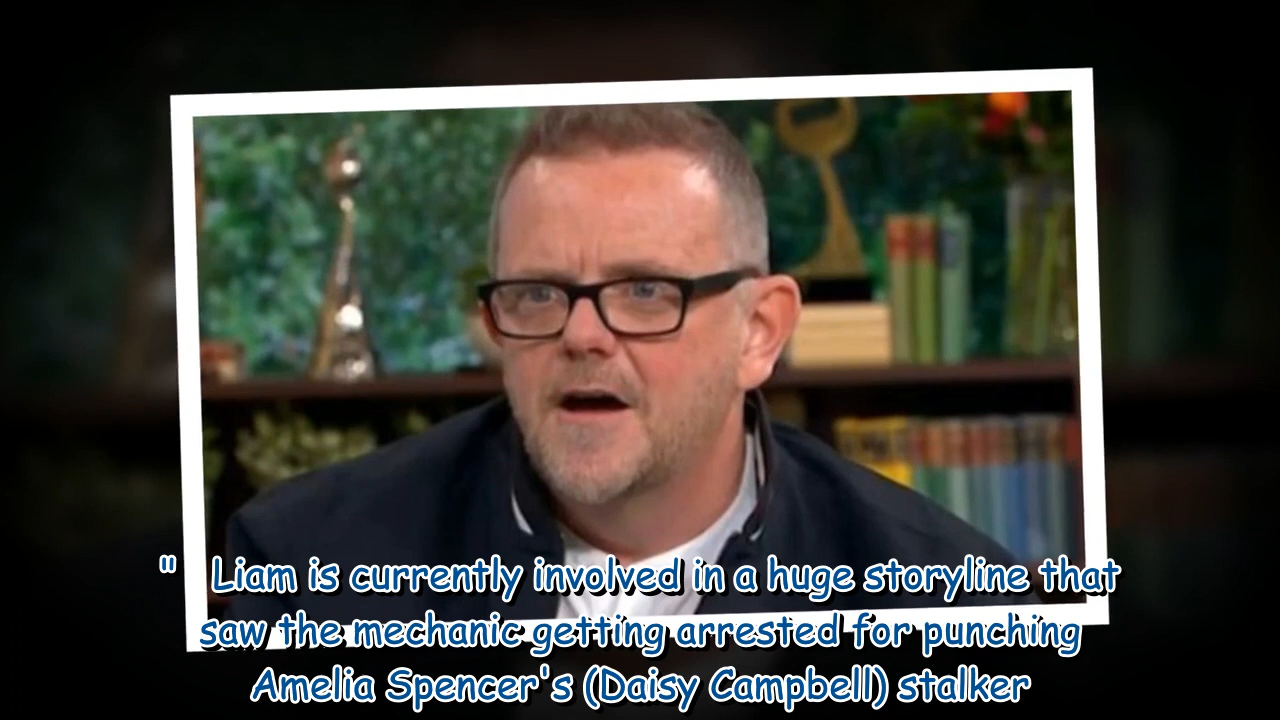 " Liam is currently involved in a huge storyline that
saw the mechanic getting arrested for punching
Amelia Spencer's (Daisy Campbell) stalker